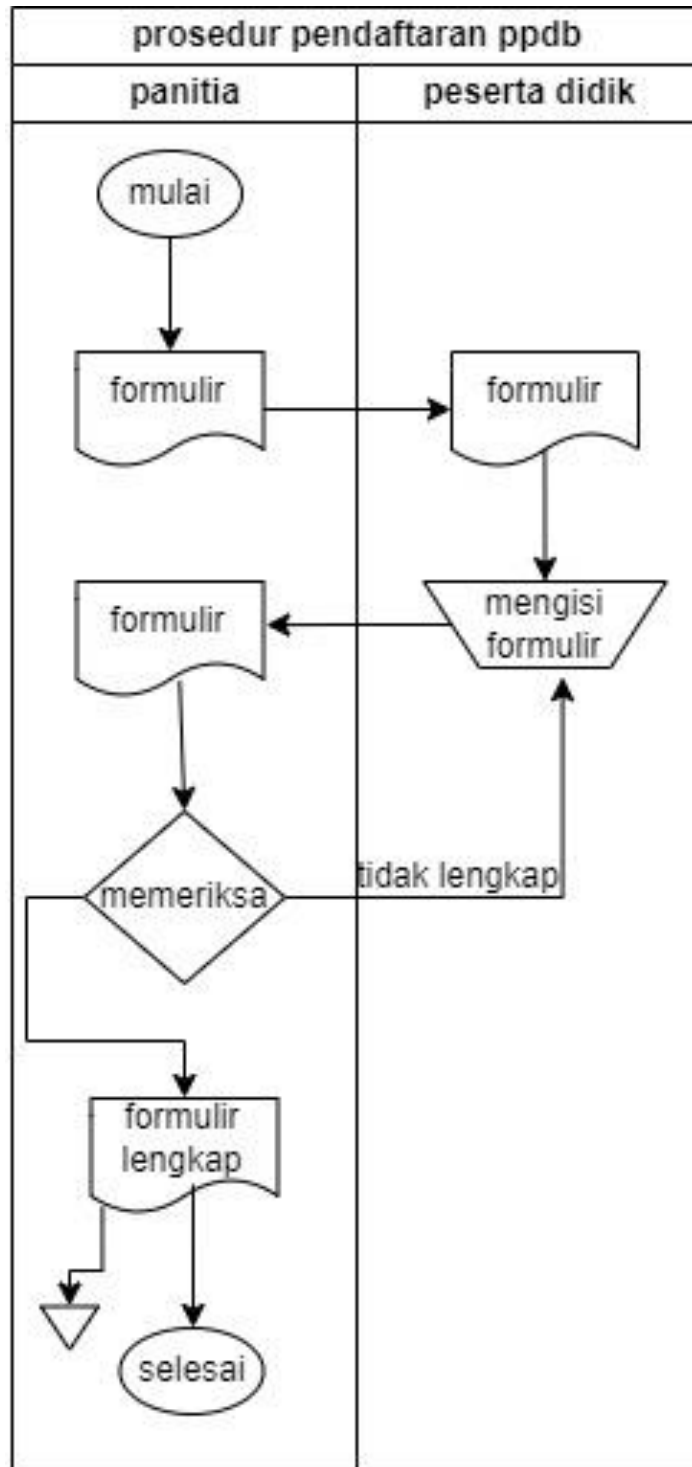 prosedur pendaftaran ppdb
panitia
peserta didik
mulai
formulir
formulir
formulir
mengisi
formulir
memeriksa
tidak lengkap
formulir
lengkap
selesai